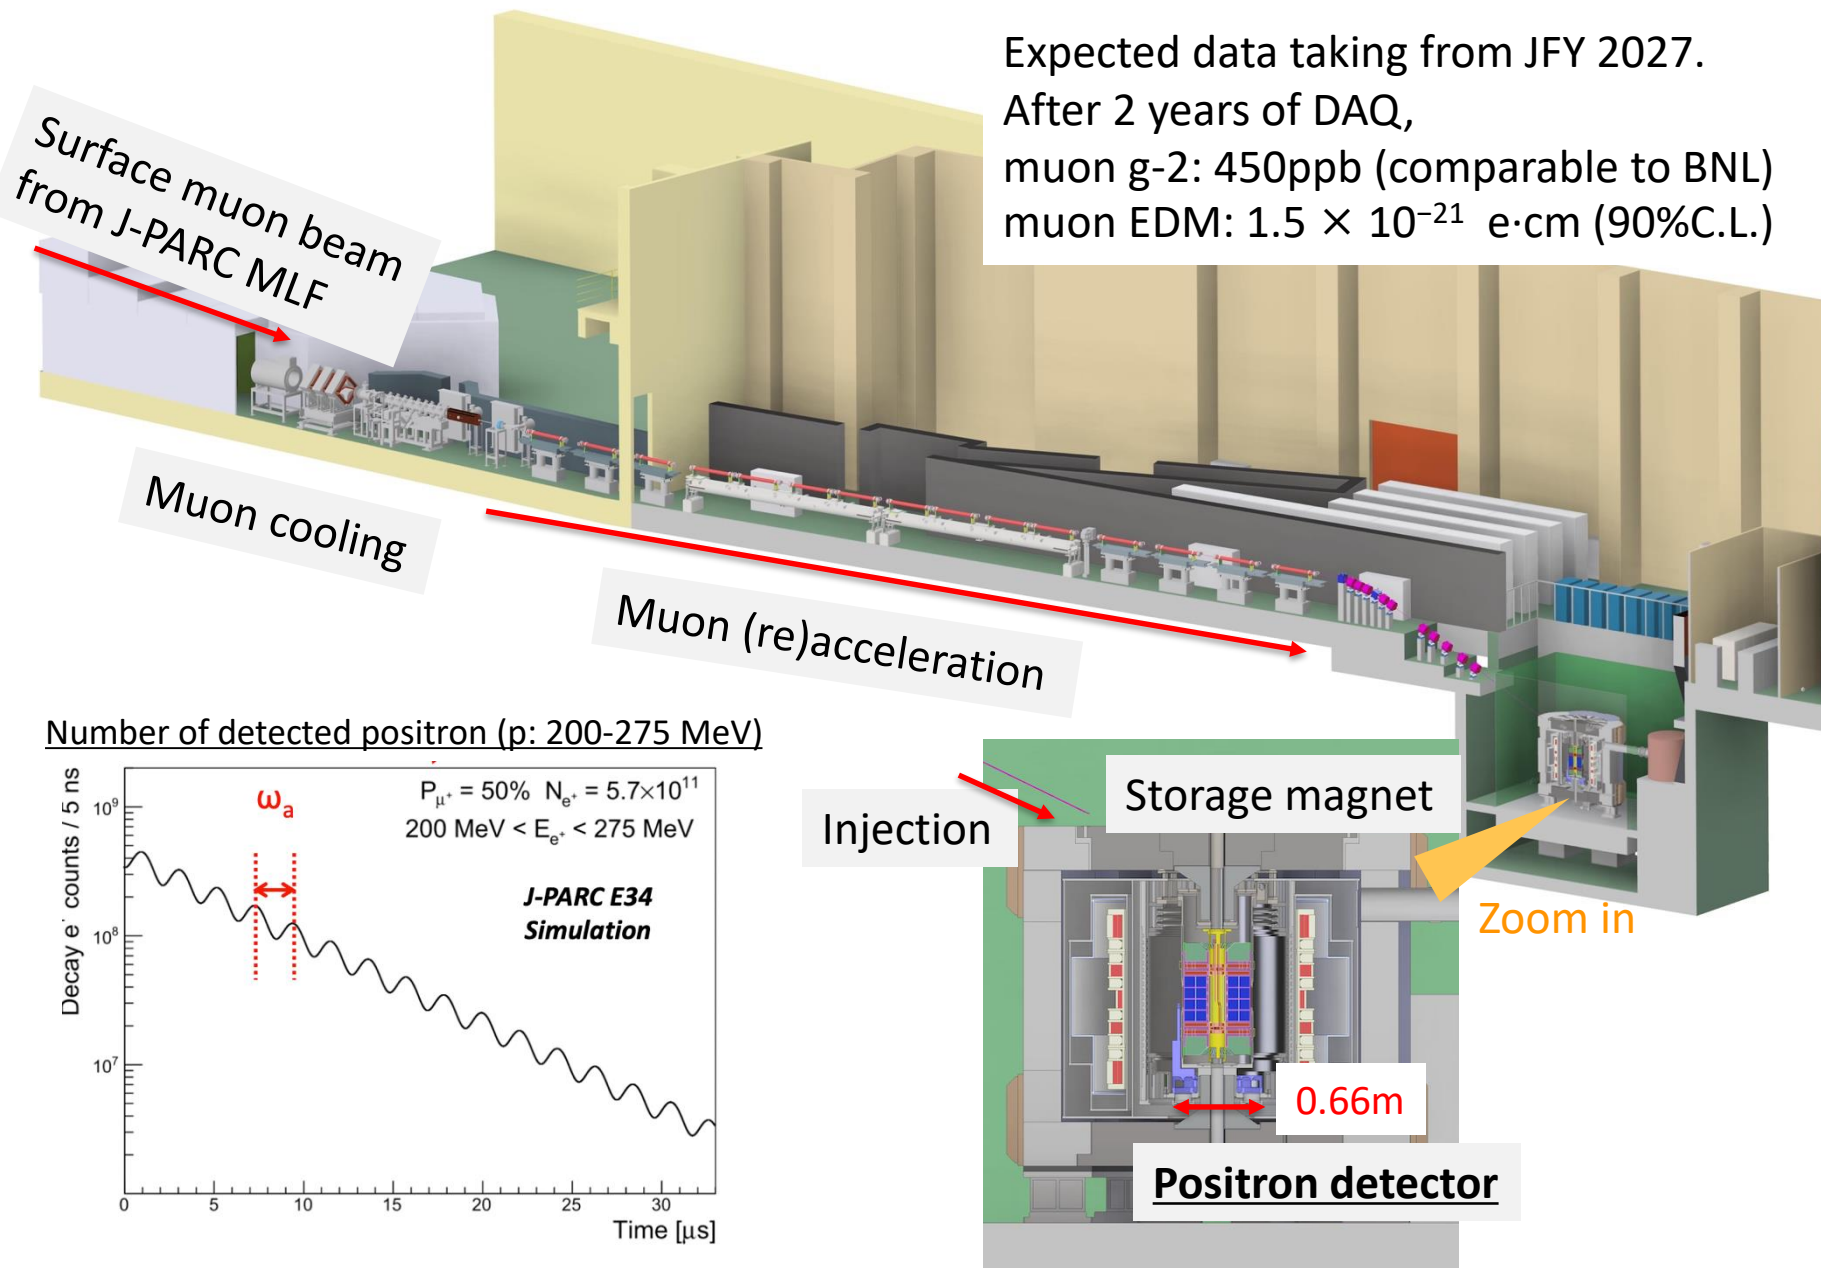 Expected data taking from JFY 2027.
After 2 years of DAQ,
muon g-2: 450ppb (comparable to BNL)
muon EDM: 1.5 × 10⁻²¹ e·cm (90%C.L.)
Surface muon beam
from J-PARC MLF
Muon cooling
Muon (re)acceleration
Number of detected positron (p: 200-275 MeV)
Decay e⁻ counts / 5 ns
10⁹
10⁸
10⁷
ωₐ
P_μ⁺ = 50% N_e⁺ = 5.7×10¹¹
200 MeV < E_e⁺ < 275 MeV
J-PARC E34
Simulation
0 5 10 15 20 25 30
Time [μs]
Injection
Storage magnet
Zoom in
0.66m
Positron detector